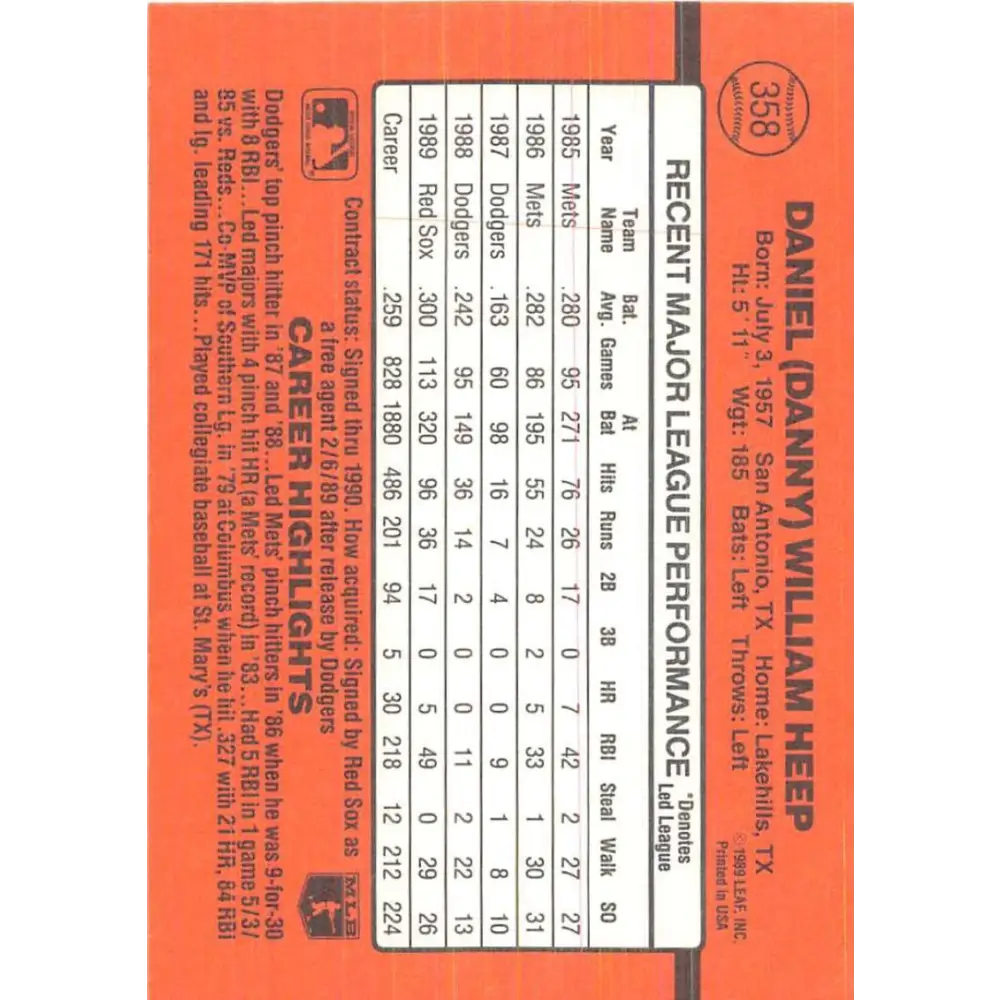 358
DANIEL (DANNY) WILLIAM HEEP
Born: July 3, 1957 San Antonio, TX Home: Lakehills, TX
Ht: 5' 11" Wgt: 185 Bats: Left Throws: Left
© 1989 LEAF, INC.
Printed in USA
RECENT MAJOR LEAGUE PERFORMANCE *Denotes Led League
Year Team Name Bat. Avg. Games At Bat Hits Runs 2B 3B HR RBI Steal Walk SO
1985 Mets .280 95 271 76 26 17 0 7 42 2 27 27
1986 Mets .282 86 195 55 24 8 2 5 33 1 30 31
1987 Dodgers .163 60 98 16 7 4 0 0 9 1 8 10
1988 Dodgers .242 95 149 36 14 2 0 0 11 2 22 13
1989 Red Sox .300 113 320 96 36 17 0 5 49 0 29 26
Career .259 828 1880 486 201 94 5 30 218 12 212 224
Contract status: Signed thru 1990. How acquired: Signed by Red Sox as
a free agent 2/6/89 after release by Dodgers
MLB
CAREER HIGHLIGHTS
Dodgers' top pinch hitter in '87 and '88...Led Mets' pinch hitters in '86 when he was 9-for-30
with 8 RBI...Led majors with 4 pinch hit HR (a Mets' record) in '83...Had 5 RBI in 1 game 5/3/
85 vs. Reds...Co-MVP of Southern Lg. in '79 at Columbus when he hit .327 with 21 HR, 84 RBI
and lg. leading 171 hits...Played collegiate baseball at St. Mary's (TX).